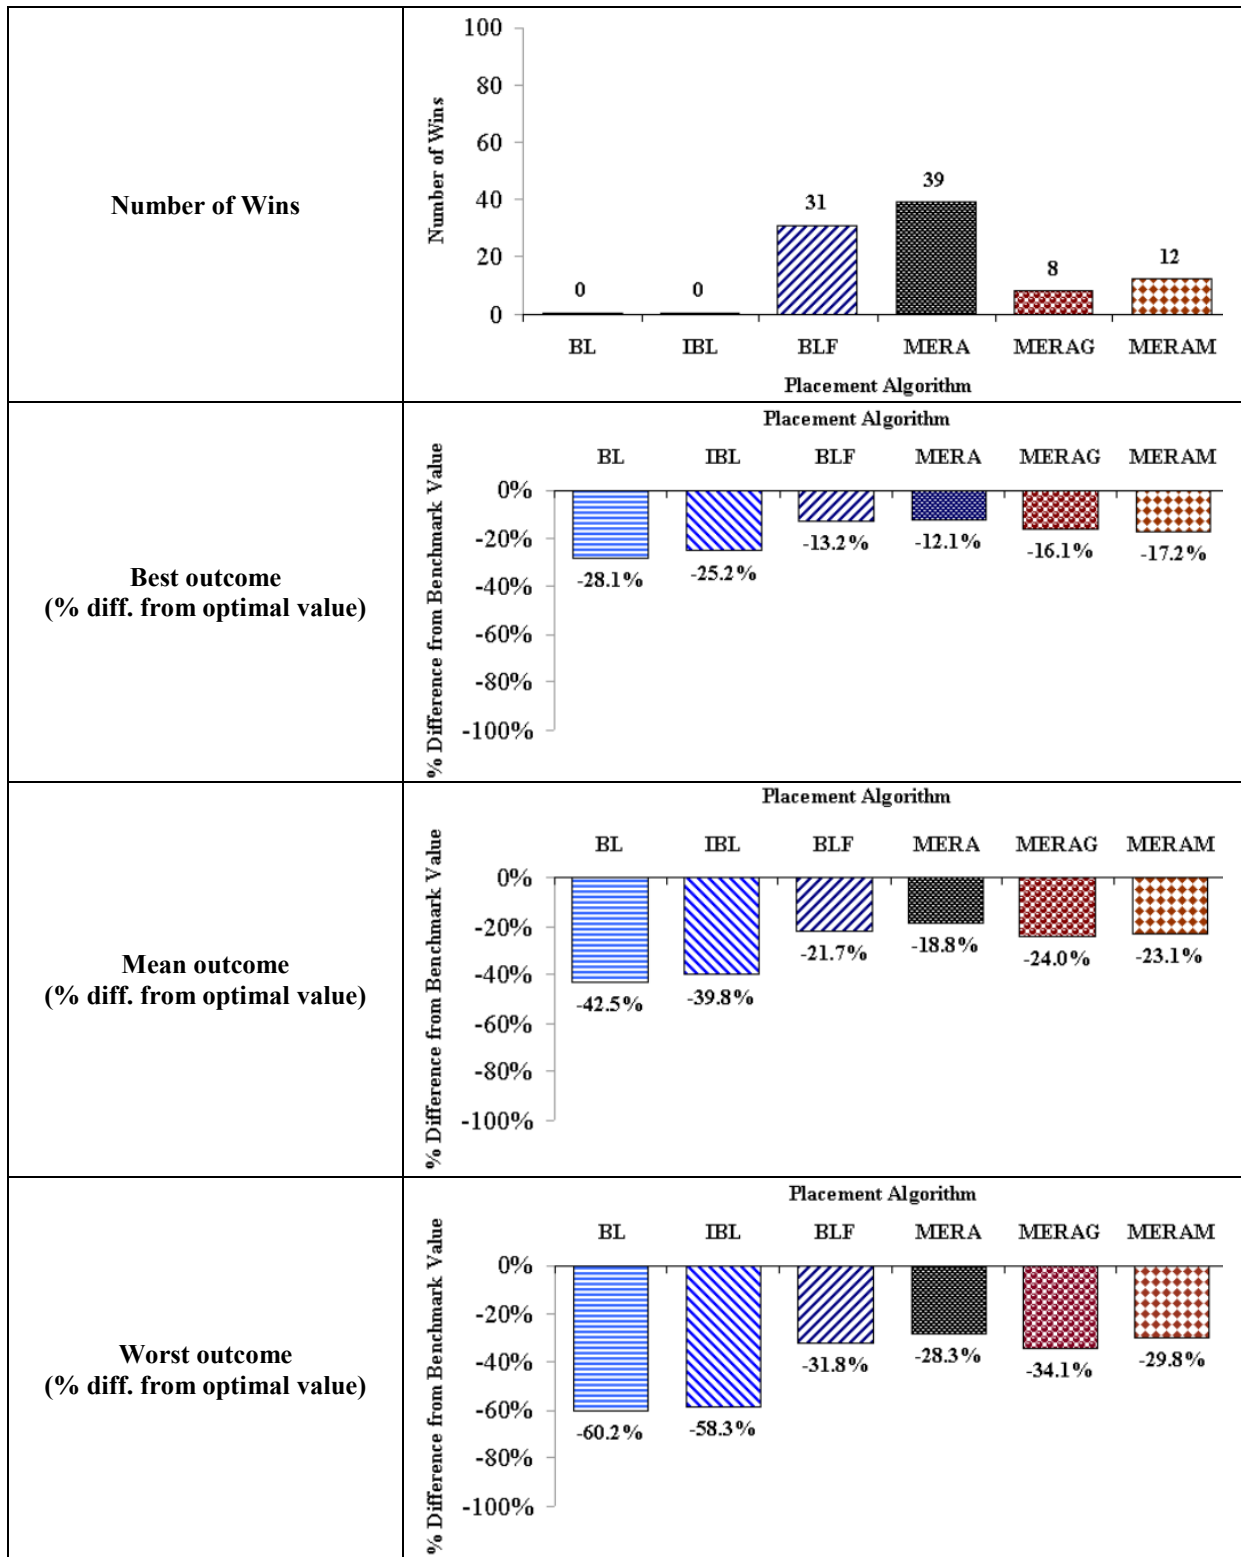 Number of Wins
Number of Wins
100
80
60
40
20
0
0 0 31 39 8 12
BL IBL BLF MERA MERAG MERAM
Placement Algorithm
Best outcome
(% diff. from optimal value)
Placement Algorithm
BL IBL BLF MERA MERAG MERAM
% Difference from Benchmark Value
0%
-20%
-40%
-60%
-80%
-100%
-28.1% -25.2% -13.2% -12.1% -16.1% -17.2%
Mean outcome
(% diff. from optimal value)
Placement Algorithm
BL IBL BLF MERA MERAG MERAM
% Difference from Benchmark Value
0%
-20%
-40%
-60%
-80%
-100%
-42.5% -39.8% -21.7% -18.8% -24.0% -23.1%
Worst outcome
(% diff. from optimal value)
Placement Algorithm
BL IBL BLF MERA MERAG MERAM
% Difference from Benchmark Value
0%
-20%
-40%
-60%
-80%
-100%
-60.2% -58.3% -31.8% -28.3% -34.1% -29.8%